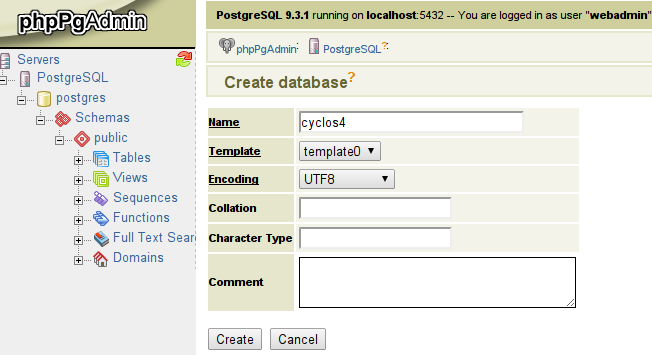 phpPgAdmin
Servers
PostgreSQL
postgres
Schemas
public
Tables
Views
Sequences
Functions
Full Text Sear
Domains
PostgreSQL 9.3.1 running on localhost:5432 -- You are logged in as user "webadmin"
phpPgAdmin: PostgreSQL?:
Create database?
Name cyclos4
Template template0
Encoding UTF8
Collation
Character Type
Comment
Create Cancel